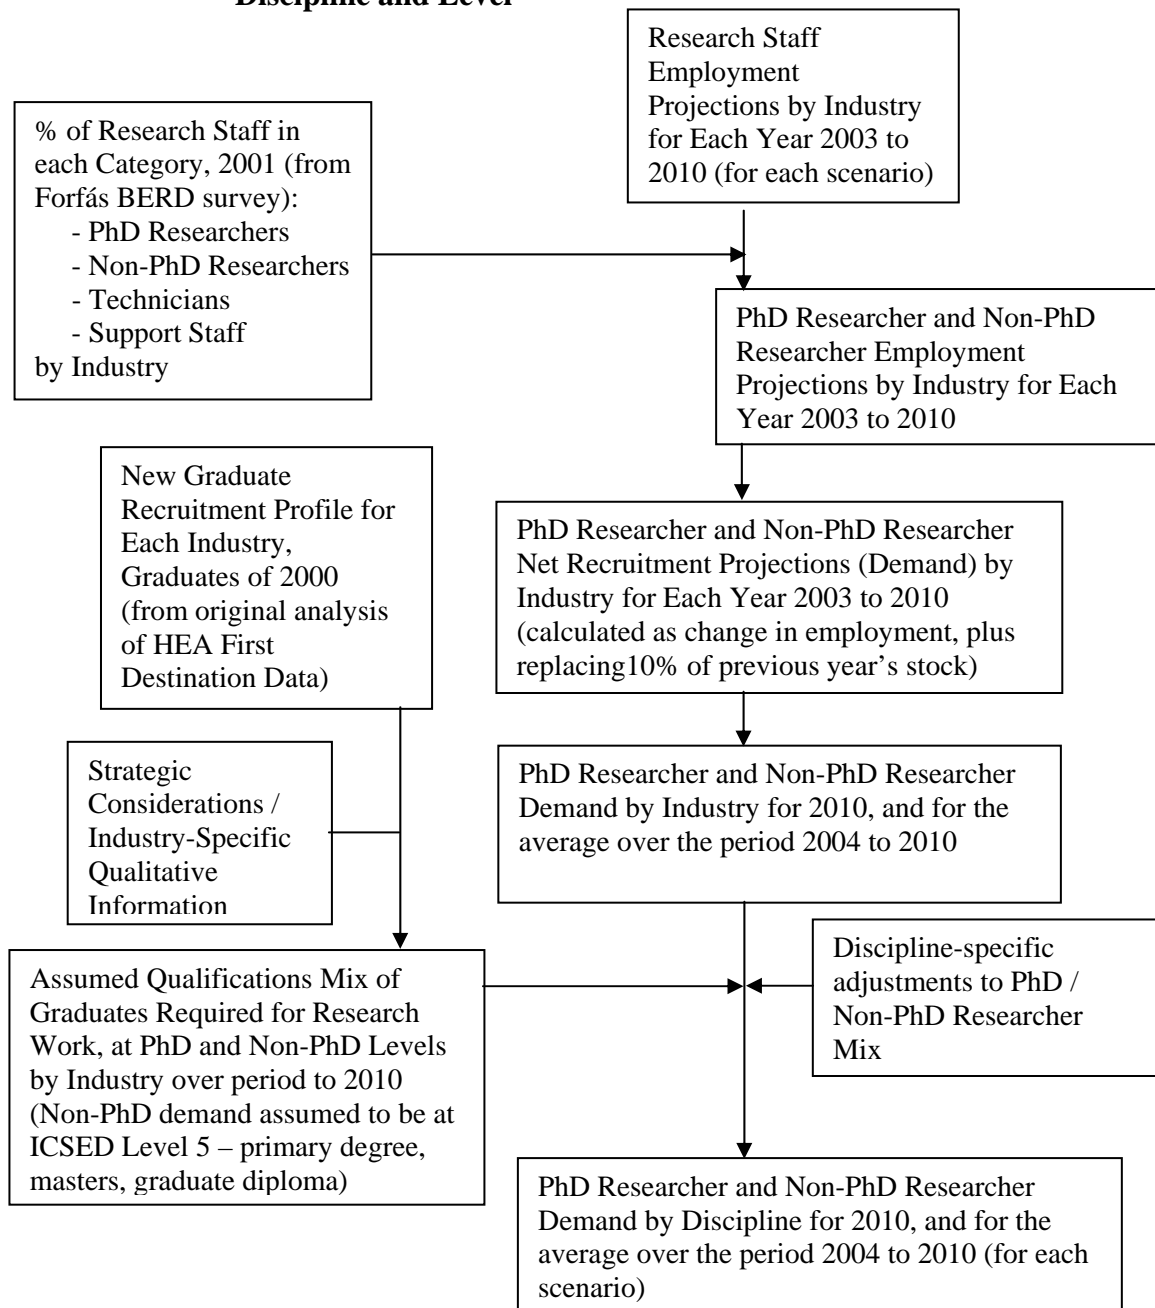 Discipline and Level
Research Staff
Employment
Projections by Industry
for Each Year 2003 to
2010 (for each scenario)
% of Research Staff in
each Category, 2001 (from
Forfás BERD survey):
- PhD Researchers
- Non-PhD Researchers
- Technicians
- Support Staff
by Industry
PhD Researcher and Non-PhD
Researcher Employment
Projections by Industry for Each
Year 2003 to 2010
New Graduate
Recruitment Profile for
Each Industry,
Graduates of 2000
(from original analysis
of HEA First
Destination Data)
PhD Researcher and Non-PhD Researcher
Net Recruitment Projections (Demand) by
Industry for Each Year 2003 to 2010
(calculated as change in employment, plus
replacing10% of previous year’s stock)
Strategic
Considerations /
Industry-Specific
Qualitative
Information
PhD Researcher and Non-PhD Researcher
Demand by Industry for 2010, and for the
average over the period 2004 to 2010
Assumed Qualifications Mix of
Graduates Required for Research
Work, at PhD and Non-PhD Levels
by Industry over period to 2010
(Non-PhD demand assumed to be at
ICSED Level 5 – primary degree,
masters, graduate diploma)
Discipline-specific
adjustments to PhD /
Non-PhD Researcher
Mix
PhD Researcher and Non-PhD Researcher
Demand by Discipline for 2010, and for the
average over the period 2004 to 2010 (for each
scenario)